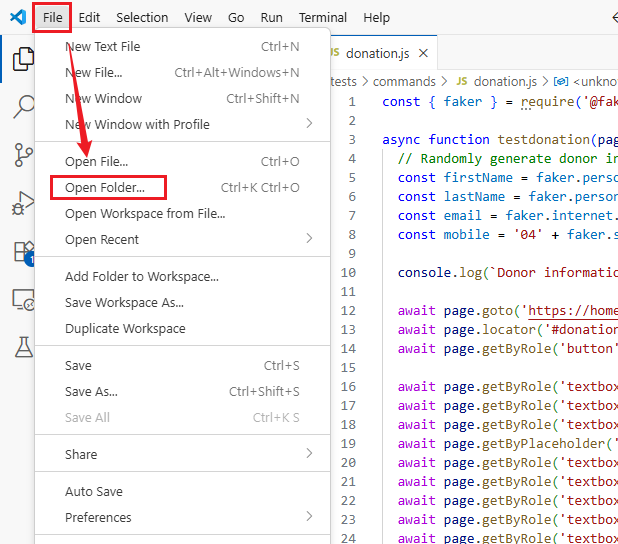 File Edit Selection View Go Run Terminal Help
New Text File Ctrl+N
New File... Ctrl+Alt+Windows+N
New Window Ctrl+Shift+N
New Window with Profile
Open File... Ctrl+O
Open Folder... Ctrl+K Ctrl+O
Open Workspace from File...
Open Recent
Add Folder to Workspace...
Save Workspace As...
Duplicate Workspace
Save Ctrl+S
Save As... Ctrl+Shift+S
Save All Ctrl+K S
Share
Auto Save
Preferences
1
JS donation.js
tests > commands > JS donation.js > <unkno
1 const { faker } = require('@fak
2
3 async function testdonation(pag
4 // Randomly generate donor in
5 const firstName = faker.perso
6 const lastName = faker.person
7 const email = faker.internet.
8 const mobile = '04' + faker.s
9
10 console.log(`Donor informatio
11
12 await page.goto('https://home
13 await page.locator('#donation
14 await page.getByRole('button'
15
16 await page.getByRole('textbox
17 await page.getByRole('textbox
18 await page.getByRole('textbox
19 await page.getByPlaceholder('
20 await page.getByRole('textbox
21 await page.getByRole('textbox
22 await page.getByRole('textbox
23 await page.getByRole('textbox
24 await page.getByRole('textbox